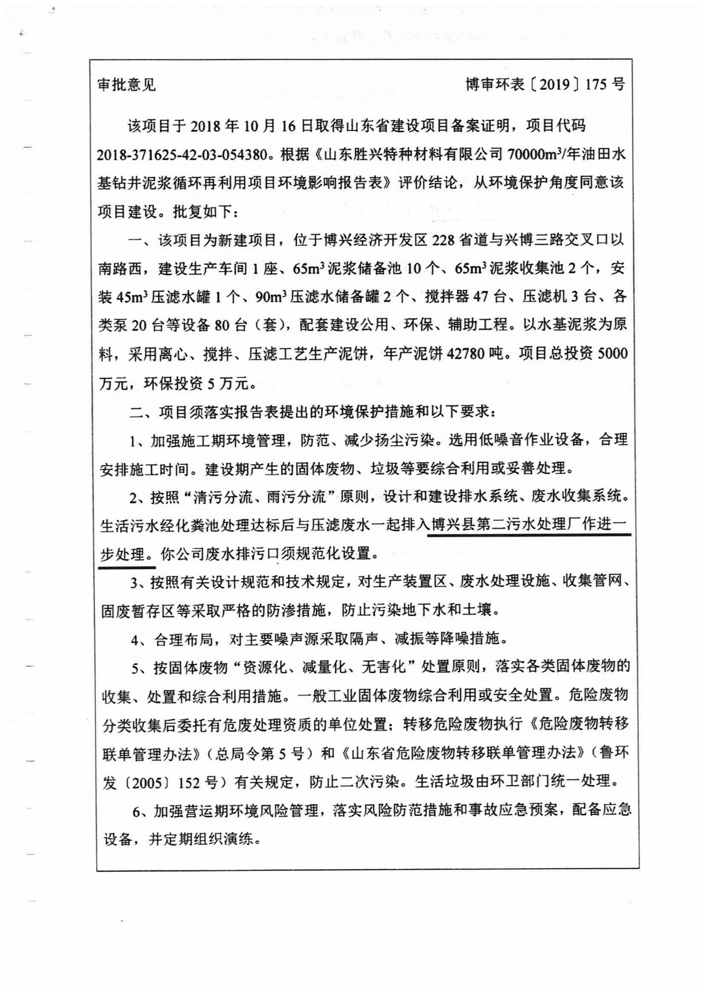 审批意见 博审环表〔2019〕175 号
该项目于 2018 年 10 月 16 日取得山东省建设项目备案证明，项目代码
2018-371625-42-03-054380。根据《山东胜兴特种材料有限公司 70000m³/年油田水
基钻井泥浆循环再利用项目环境影响报告表》评价结论，从环境保护角度同意该
项目建设。批复如下：
一、该项目为新建项目，位于博兴经济开发区 228 省道与兴博三路交叉口以
南路西，建设生产车间 1 座、65m³泥浆储备池 10 个、65m³泥浆收集池 2 个，安
装 45m³压滤水罐 1 个、90m³压滤水储备罐 2 个、搅拌器 47 台、压滤机 3 台、各
类泵 20 台等设备 80 台（套），配套建设公用、环保、辅助工程。以水基泥浆为原
料，采用离心、搅拌、压滤工艺生产泥饼，年产泥饼 42780 吨。项目总投资 5000
万元，环保投资 5 万元。
二、项目须落实报告表提出的环境保护措施和以下要求：
1、加强施工期环境管理，防范、减少扬尘污染。选用低噪音作业设备，合理
安排施工时间。建设期产生的固体废物、垃圾等要综合利用或妥善处理。
2、按照“清污分流、雨污分流”原则，设计和建设排水系统、废水收集系统。
生活污水经化粪池处理达标后与压滤废水一起排入博兴县第二污水处理厂作进一
步处理。你公司废水排污口须规范化设置。
3、按照有关设计规范和技术规定，对生产装置区、废水处理设施、收集管网、
固废暂存区等采取严格的防渗措施，防止污染地下水和土壤。
4、合理布局，对主要噪声源采取隔声、减振等降噪措施。
5、按固体废物“资源化、减量化、无害化”处置原则，落实各类固体废物的
收集、处置和综合利用措施。一般工业固体废物综合利用或安全处置。危险废物
分类收集后委托有危废处理资质的单位处置；转移危险废物执行《危险废物转移
联单管理办法》（总局令第 5 号）和《山东省危险废物转移联单管理办法》（鲁环
发〔2005〕152 号）有关规定，防止二次污染。生活垃圾由环卫部门统一处理。
6、加强营运期环境风险管理，落实风险防范措施和事故应急预案，配备应急
设备，并定期组织演练。